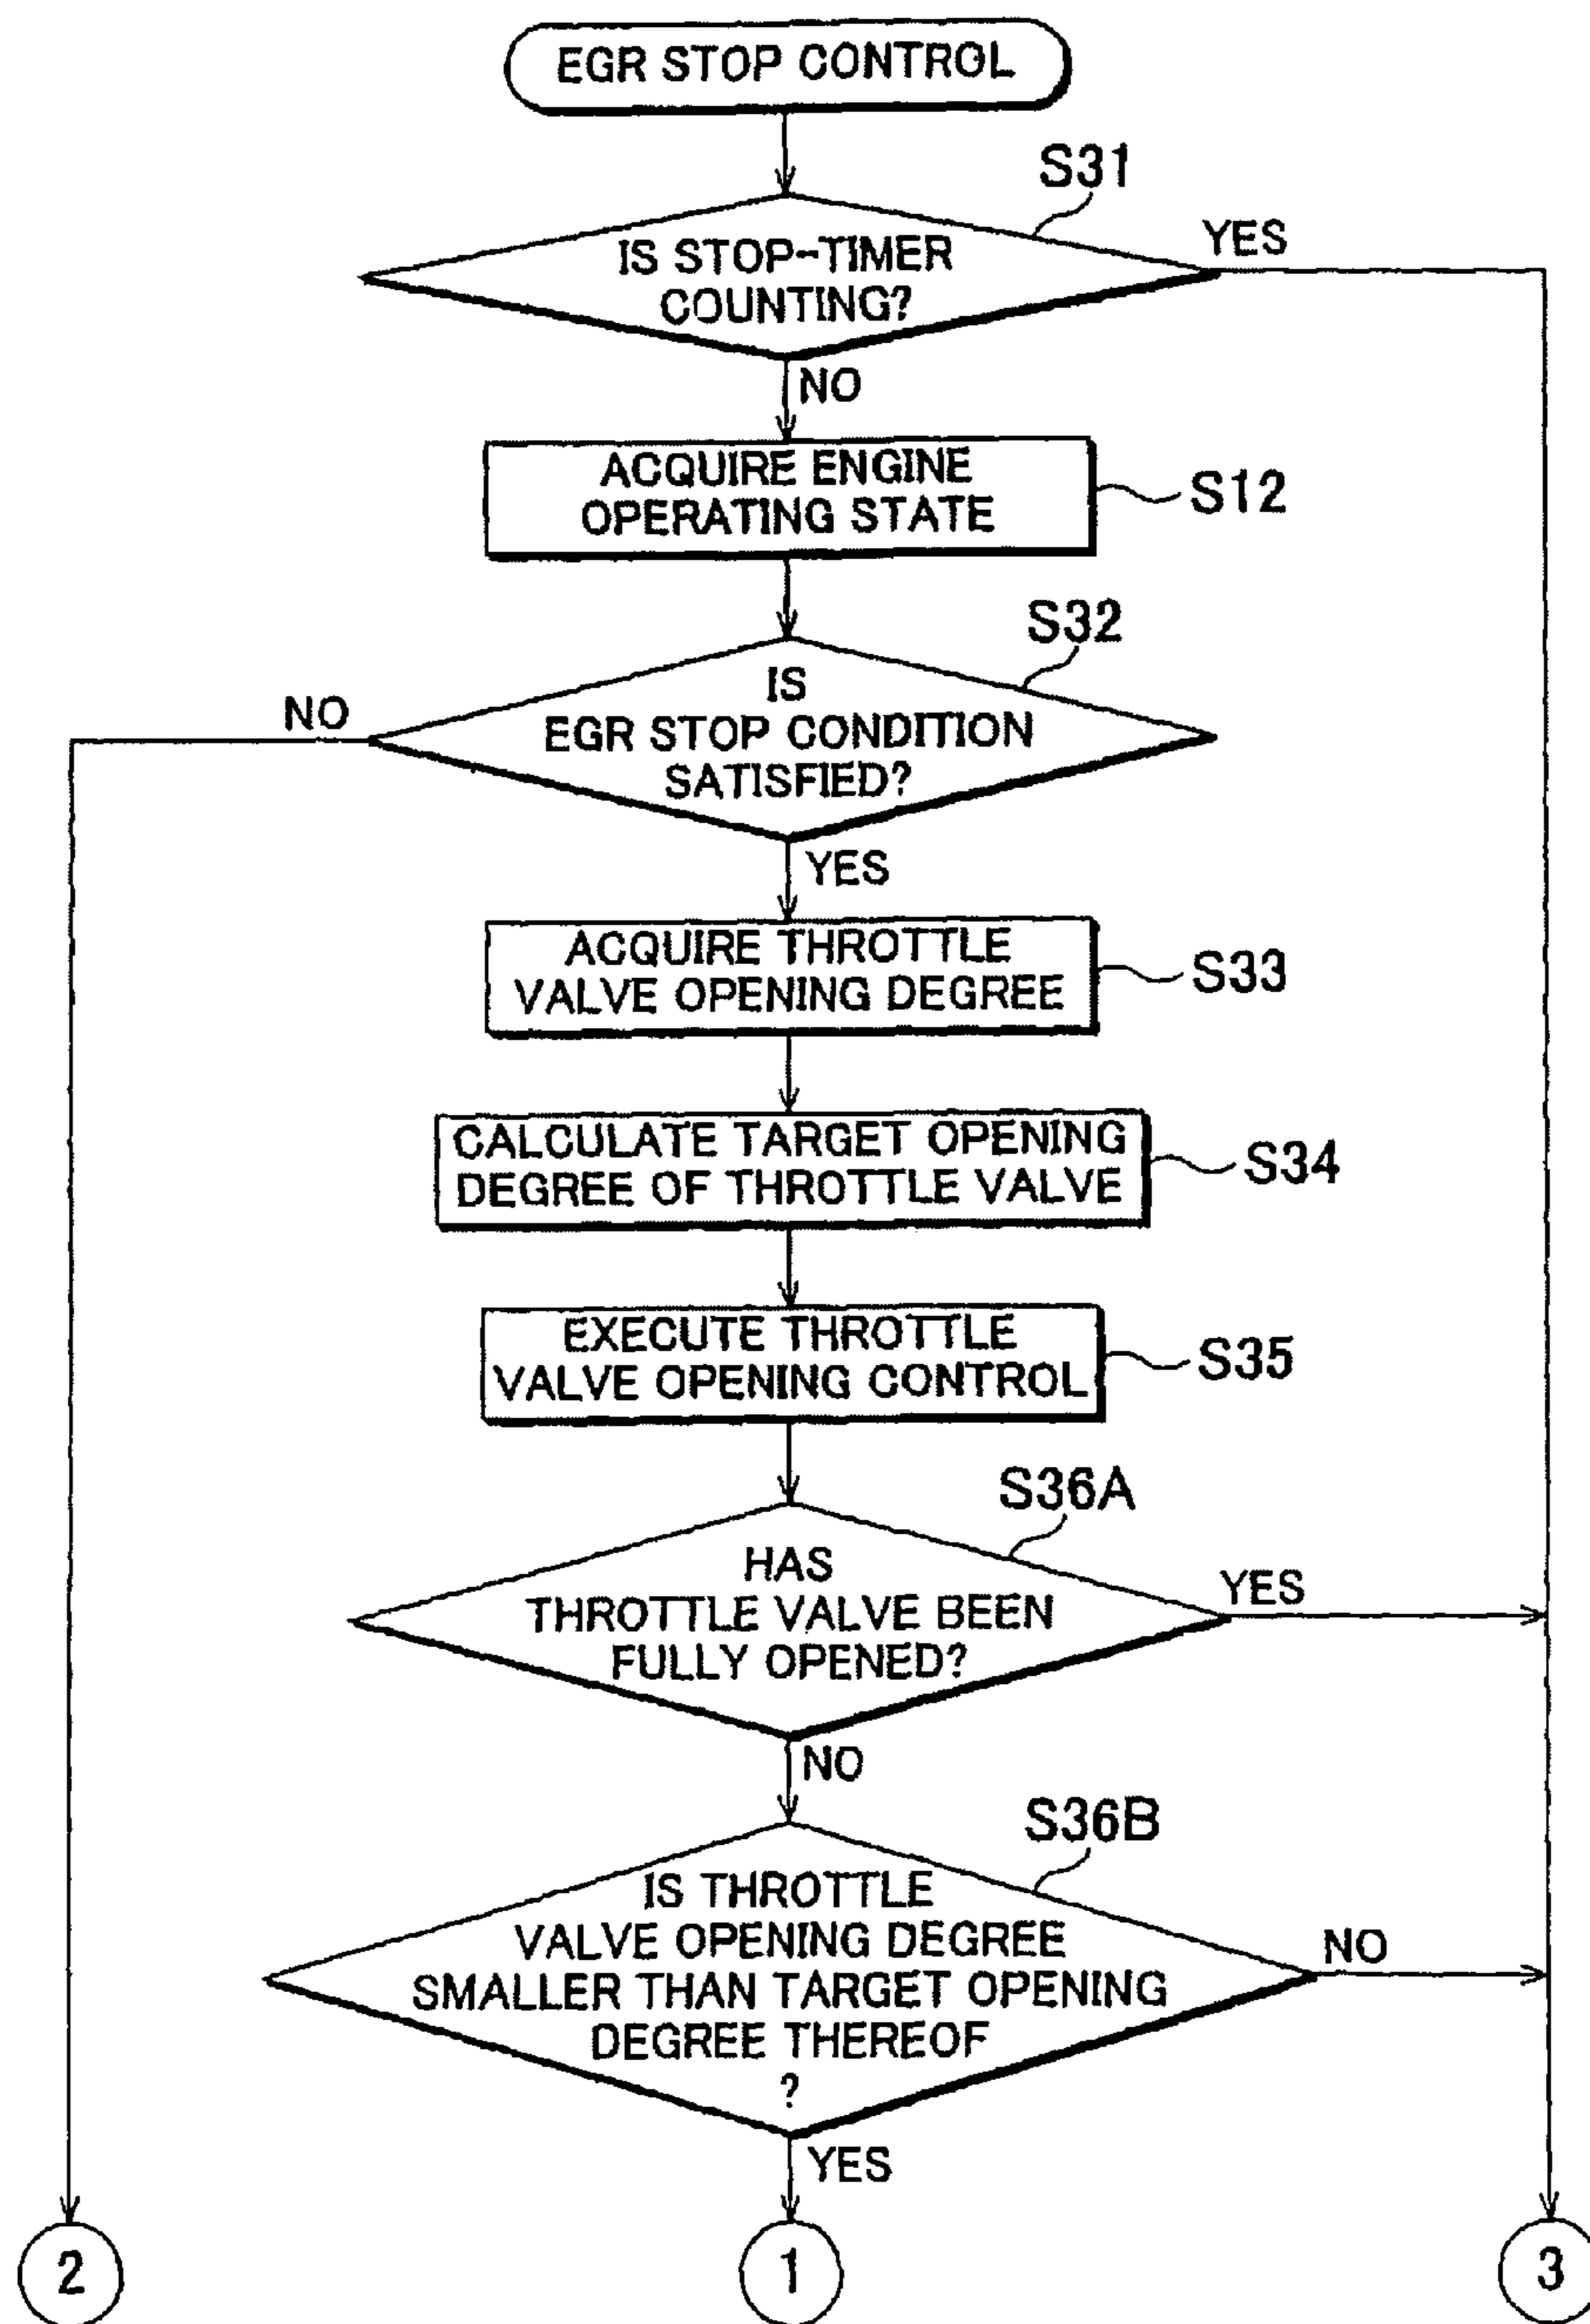 EGR STOP CONTROL
S31
IS STOP-TIMER
COUNTING?
YES
NO
ACQUIRE ENGINE
OPERATING STATE
S12
S32
IS
EGR STOP CONDITION
SATISFIED?
NO
YES
ACQUIRE THROTTLE
VALVE OPENING DEGREE
S33
CALCULATE TARGET OPENING
DEGREE OF THROTTLE VALVE
S34
EXECUTE THROTTLE
VALVE OPENING CONTROL
S35
S36A
HAS
THROTTLE VALVE BEEN
FULLY OPENED?
YES
NO
S36B
IS THROTTLE
VALVE OPENING DEGREE
SMALLER THAN TARGET OPENING
DEGREE THEREOF
?
NO
YES
2
1
3